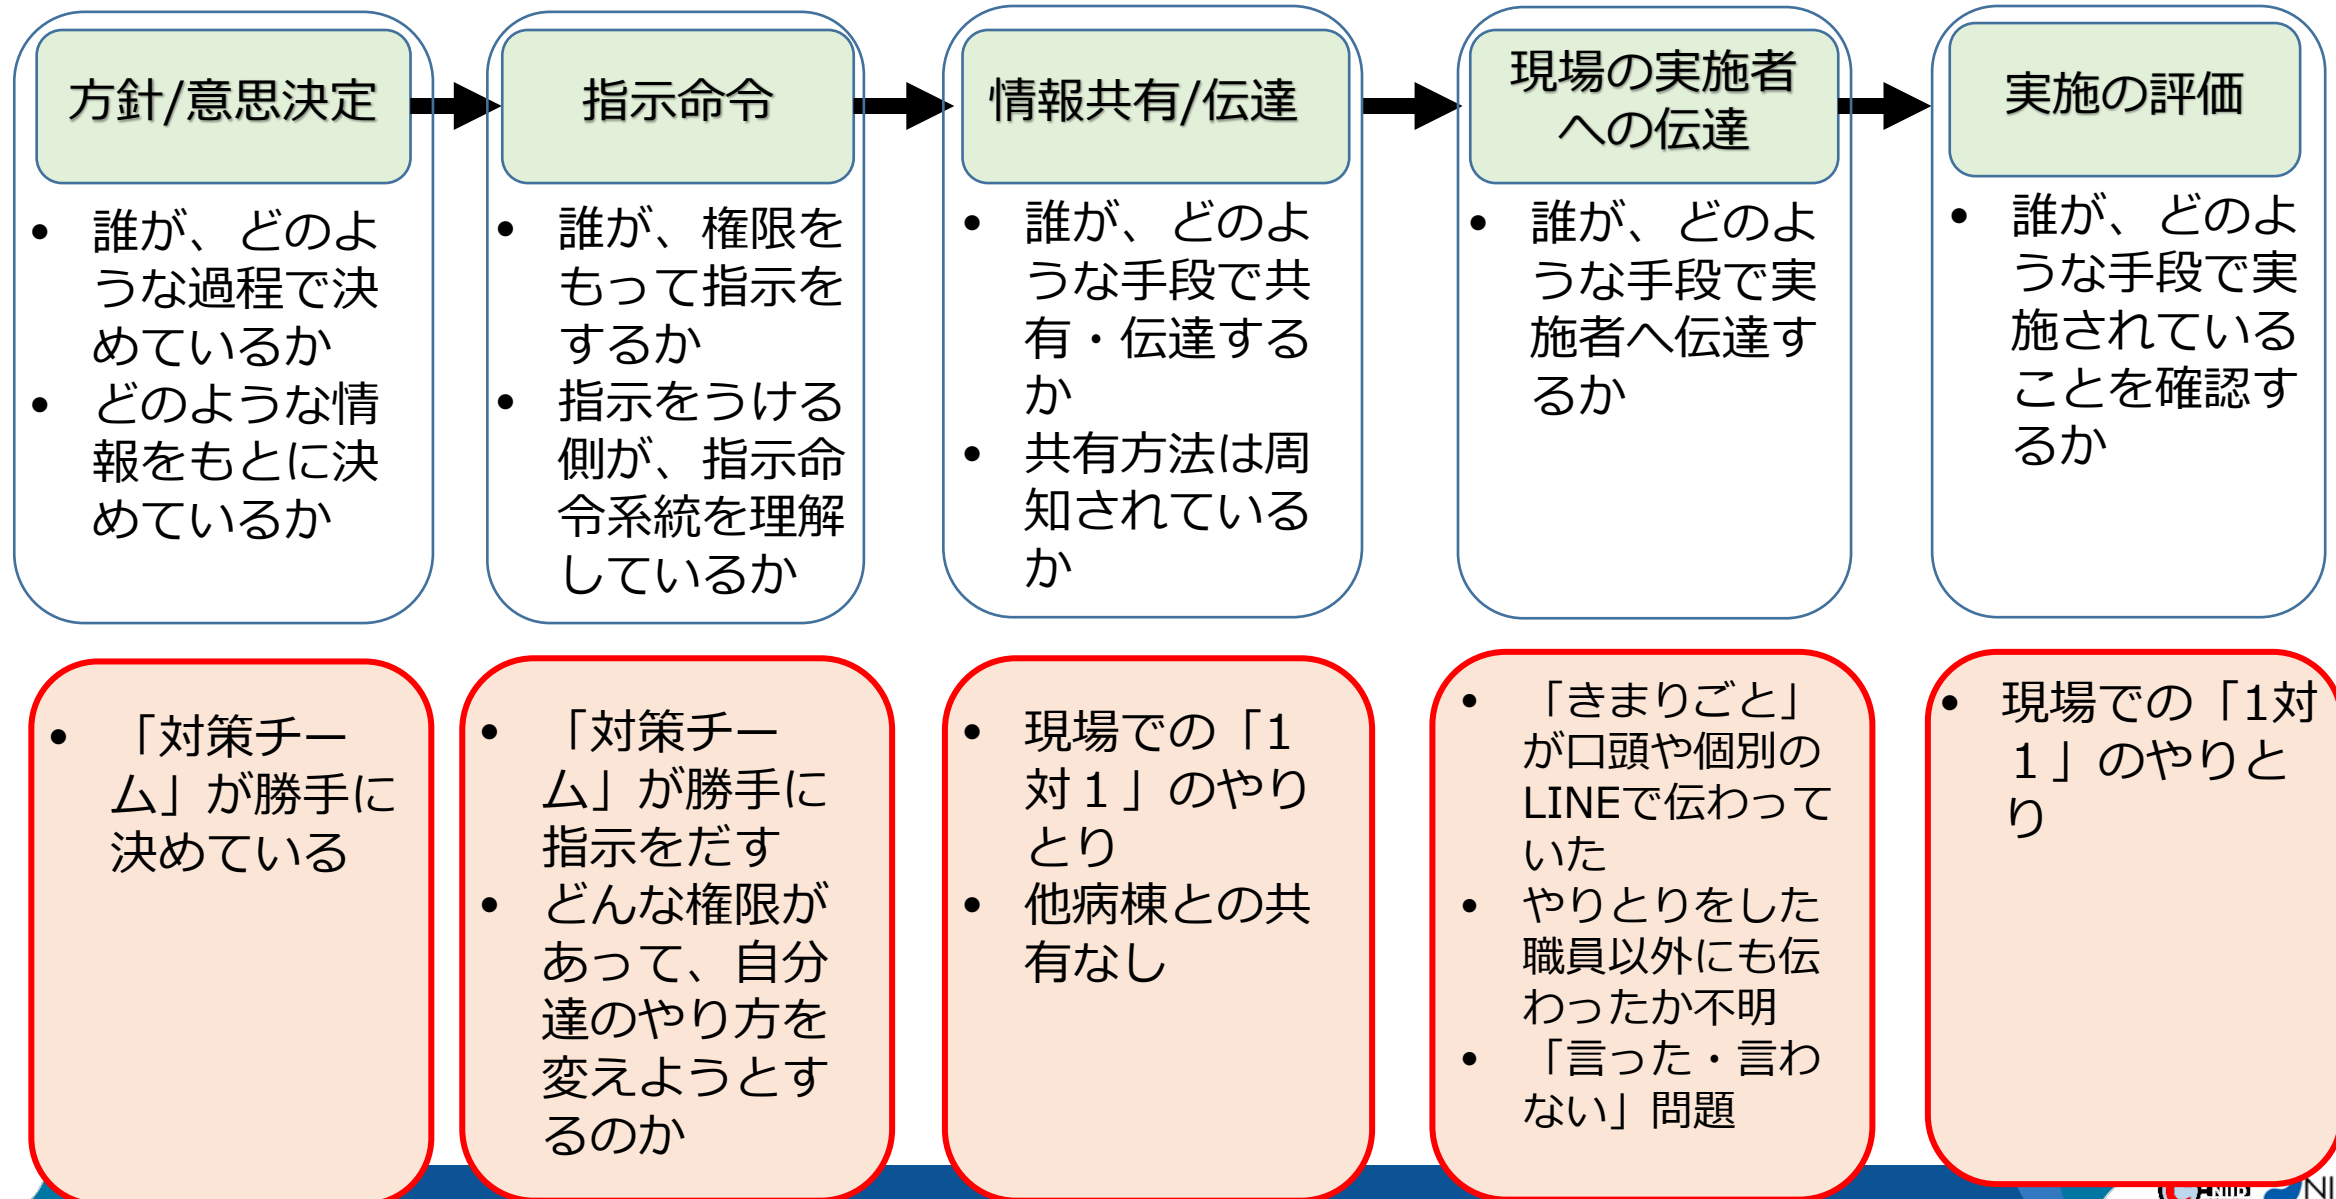 方針/意思決定
• 誰が、どのよ
うな過程で決
めているか
• どのような情
報をもとに決
めているか
指示命令
• 誰が、権限を
もって指示を
するか
• 指示をうける
側が、指示命
令系統を理解
しているか
情報共有/伝達
• 誰が、どのよ
うな手段で共
有・伝達する
か
• 共有方法は周
知されている
か
現場の実施者
への伝達
• 誰が、どのよ
うな手段で実
施者へ伝達す
るか
実施の評価
• 誰が、どのよ
うな手段で実
施されている
ことを確認す
るか
• 「対策チー
ム」が勝手に
決めている
• 「対策チー
ム」が勝手に
指示をだす
• どんな権限が
あって、自分
達のやり方を
変えようとす
るのか
• 現場での「1
対１」のやり
とり
• 他病棟との共
有なし
• 「きまりごと」
が口頭や個別の
LINEで伝わって
いた
• やりとりをした
職員以外にも伝
わったか不明
• 「言った・言わ
ない」問題
• 現場での「1対
１」のやりと
り